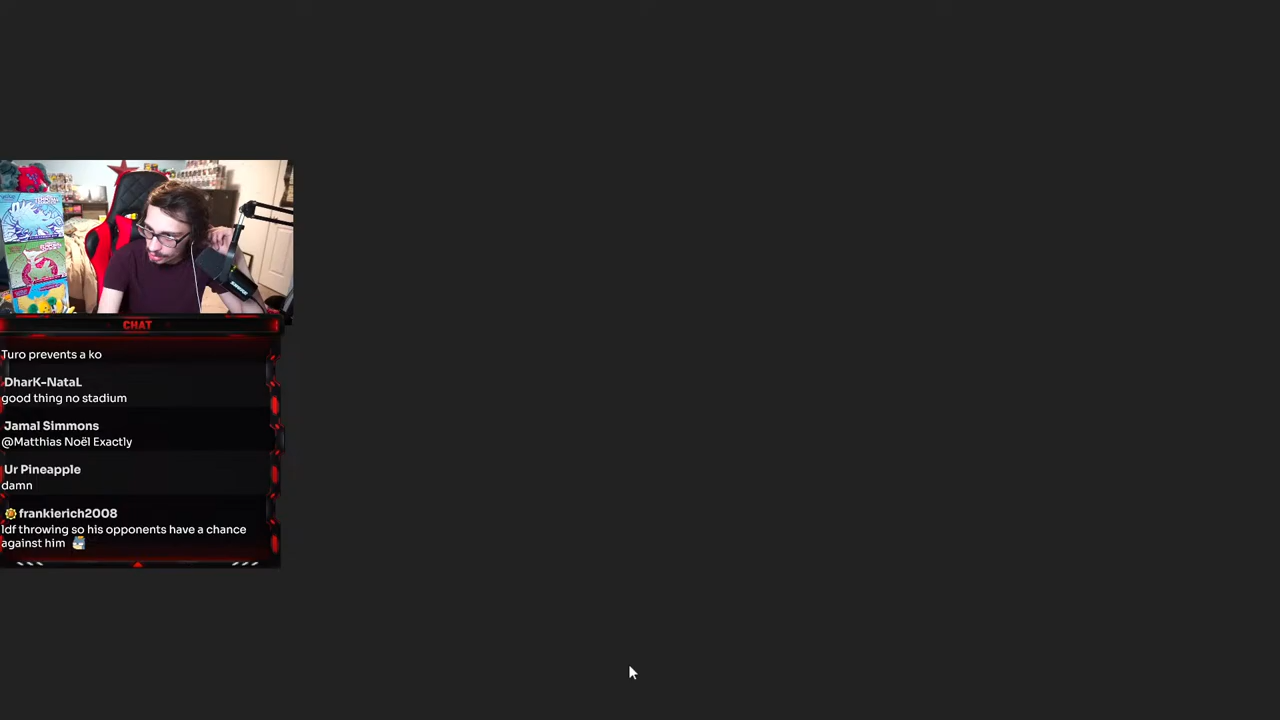 CHAT
Turo prevents a ko
DharK-NataL
good thing no stadium
Jamal Simmons
@Matthias Noël Exactly
Ur Pineapple
damn
frankierich2008
ldf throwing so his opponents have a chance
against him